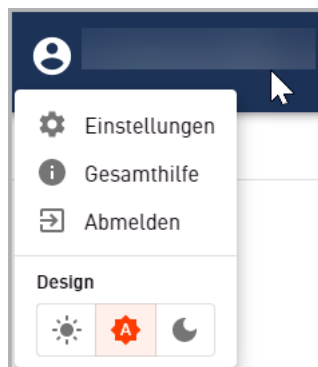 Einstellungen
Gesamthilfe
Abmelden
Design
A